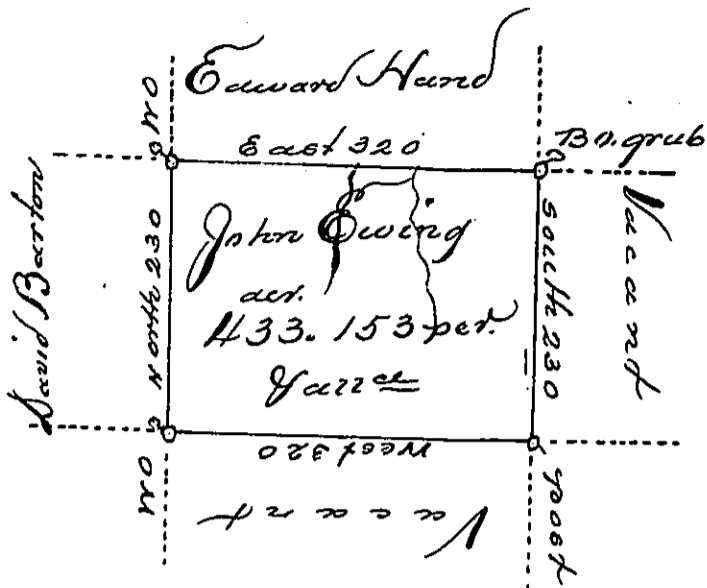 Edward Hand
WO
East 320
Bo. grub
David Barton
North 230
John Ewing
acr.
433. 153 per.
South 230
Vacant
West 320
WO
Vacant
post